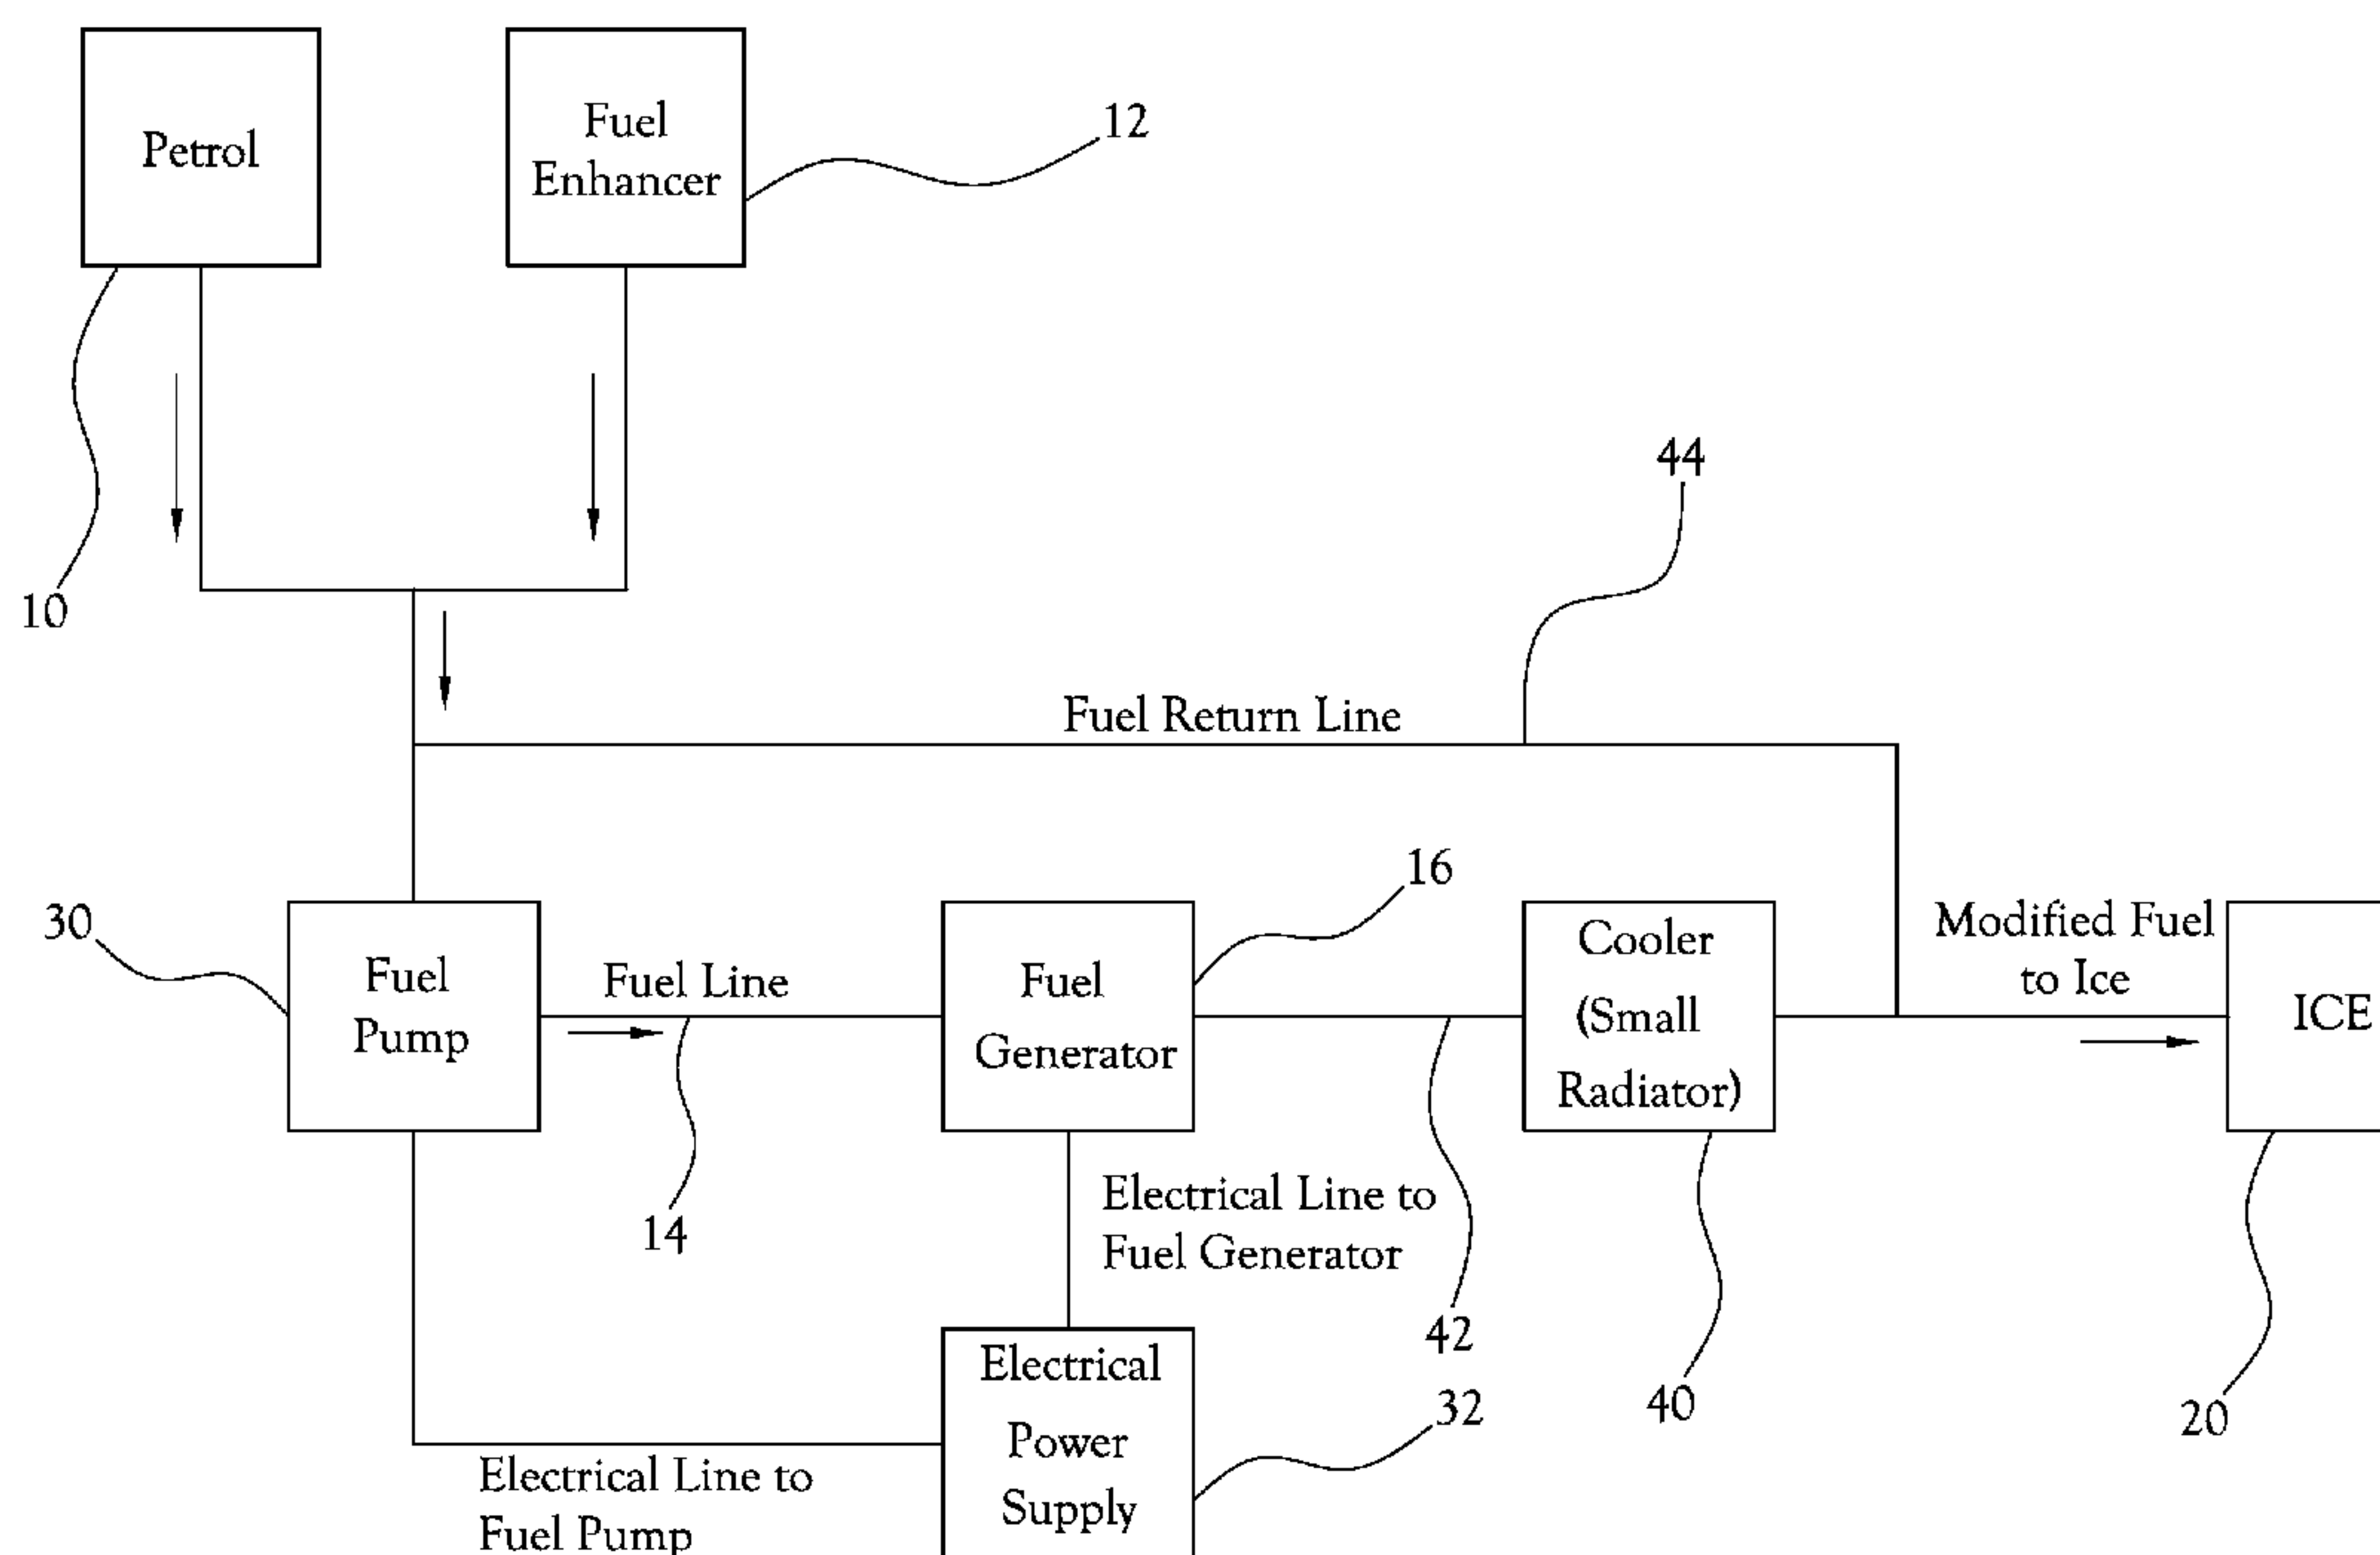 Petrol
Fuel
Enhancer
12
10
44
Fuel Return Line
30
Fuel
Pump
Fuel Line
14
Fuel
Generator
16
Cooler
(Small
Radiator)
Modified Fuel
to Ice
ICE
Electrical Line to
Fuel Generator
42
40
20
Electrical
Power
Supply
32
Electrical Line to
Fuel Pump